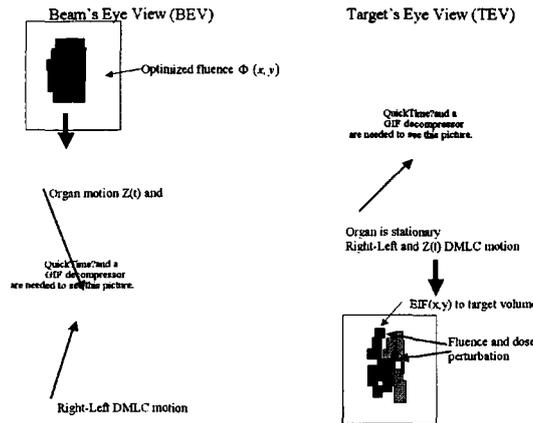 Beam's Eye View (BEV)
Optimized fluence Φ (x, y)
Organ motion Z(t) and
QuickTime?and a
GIF decompressor
are needed to see this picture.
Right-Left DMLC motion
Target's Eye View (TEV)
QuickTime?and a
GIF decompressor
are needed to see this picture.
Organ is stationary
Right-Left and Z(t) DMLC motion
EIF(x,y) to target volume
Fluence and dose
perturbation